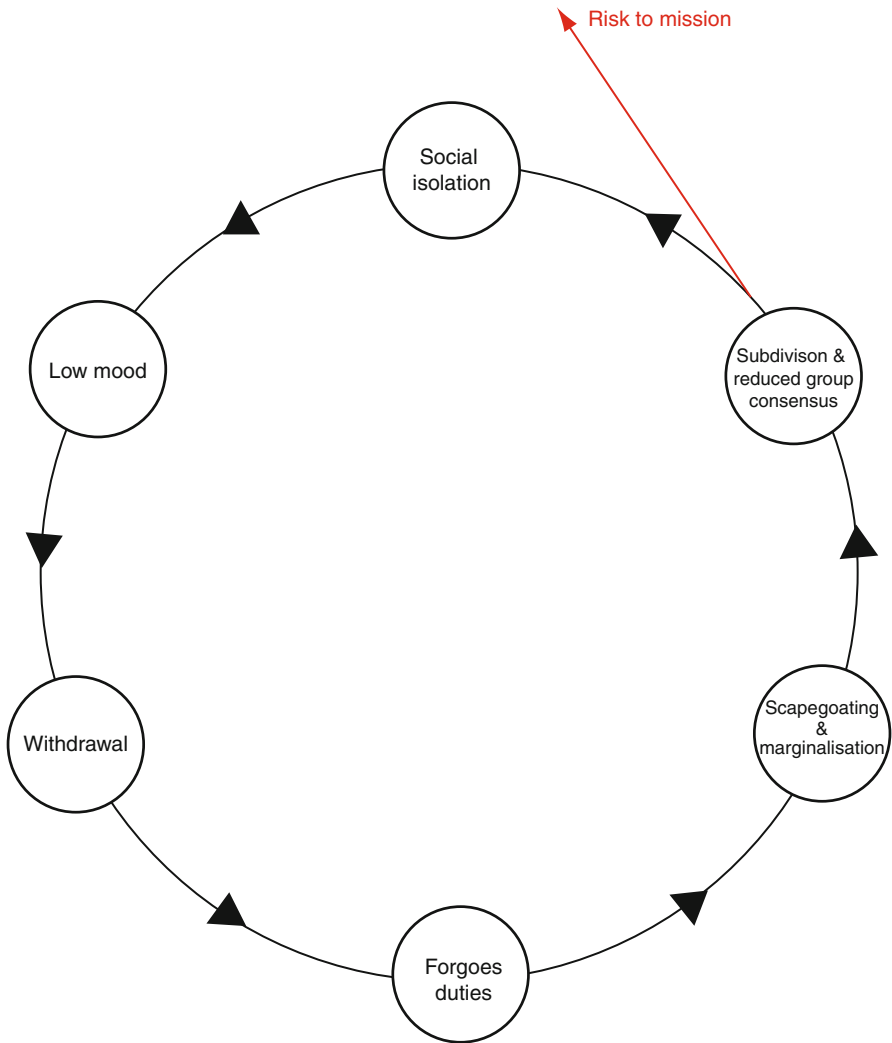 Risk to mission
Social
isolation
Low mood
Subdivison &
reduced group
consensus
Withdrawal
Scapegoating
&
marginalisation
Forgoes
duties